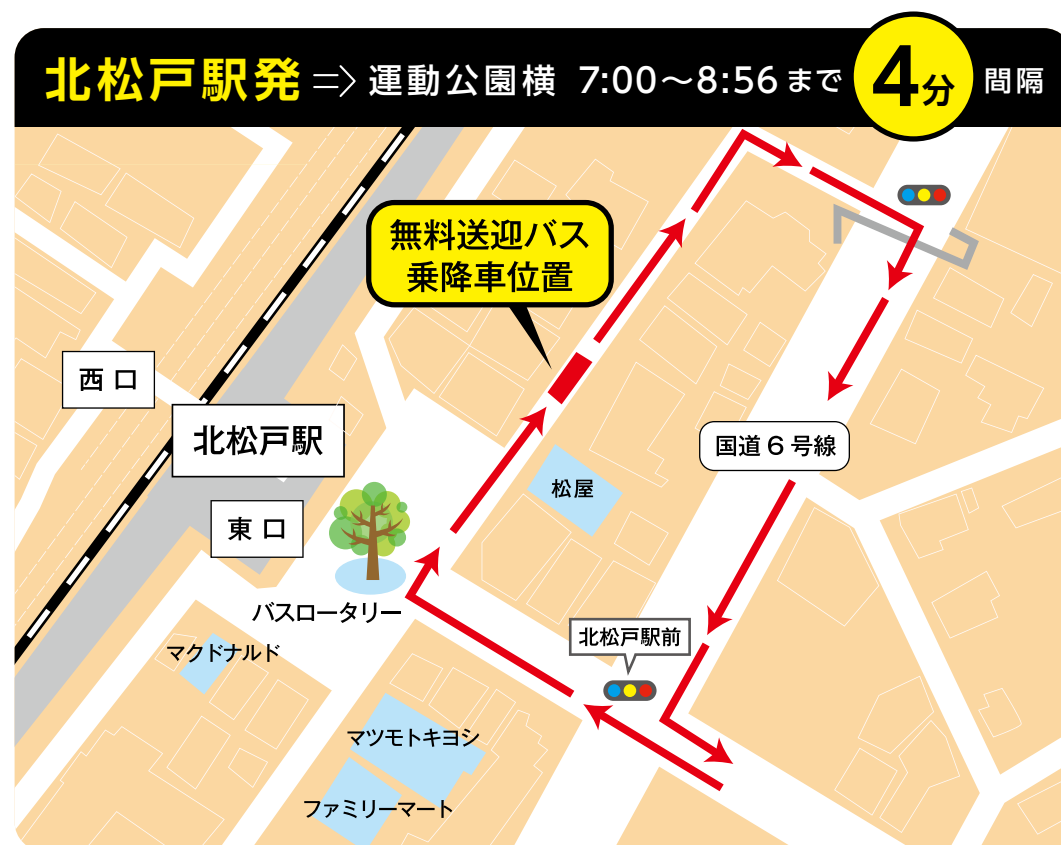 北松戸駅発⇒運動公園横 7:00〜8:56まで 4分 間隔
無料送迎バス
乗降車位置
西口
北松戸駅
国道6号線
松屋
東口
バスロータリー
北松戸駅前
マクドナルド
マツモトキヨシ
ファミリーマート